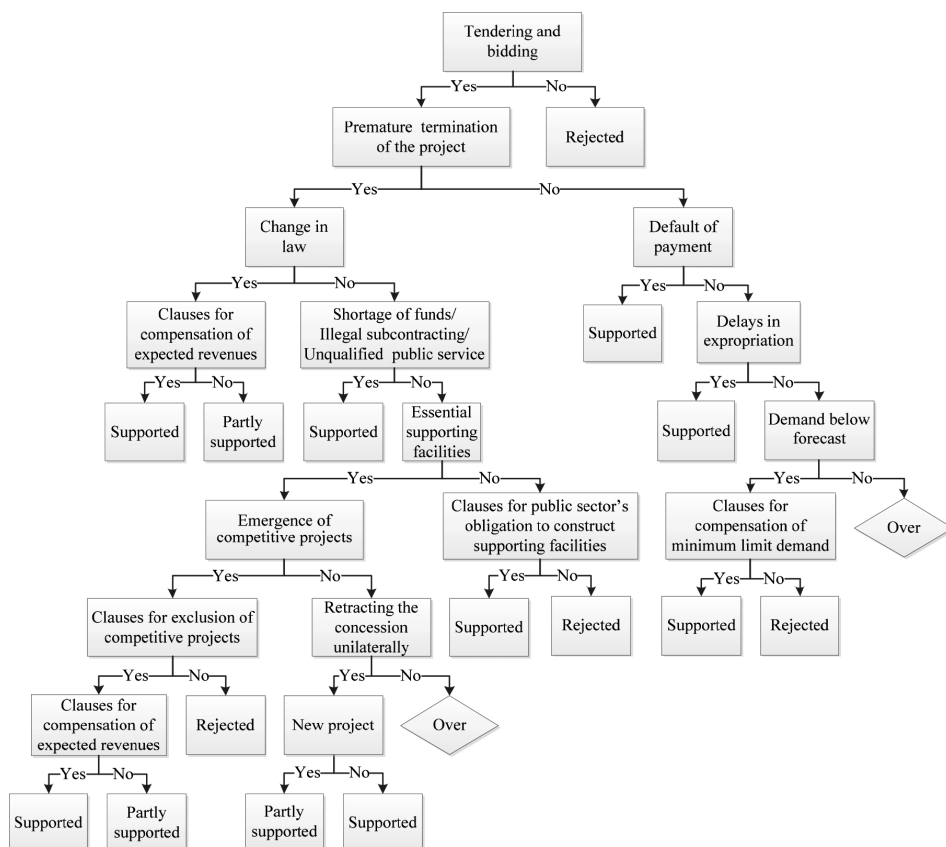 Tendering and
bidding
Yes
No
Premature termination
of the project
Rejected
Yes
No
Change in
law
Default of
payment
Yes
No
Yes
No
Clauses for
compensation of
expected revenues
Shortage of funds/
Illegal subcontracting/
Unqualified public service
Supported
Delays in
expropriation
Yes
No
Yes
No
Yes
No
Supported
Partly
supported
Supported
Essential
supporting
facilities
Supported
Demand below
forecast
Yes
No
Yes
No
Emergence of
competitive projects
Clauses for public sector's
obligation to construct
supporting facilities
Clauses for
compensation of
minimum limit demand
Over
Yes
No
Yes
No
Yes
No
Clauses for exclusion of
competitive projects
Retracting the
concession
unilaterally
Supported
Rejected
Supported
Rejected
Yes
No
Yes
No
Clauses for
compensation of
expected revenues
Rejected
New project
Over
Yes
No
Yes
No
Supported
Partly
supported
Partly
supported
Supported